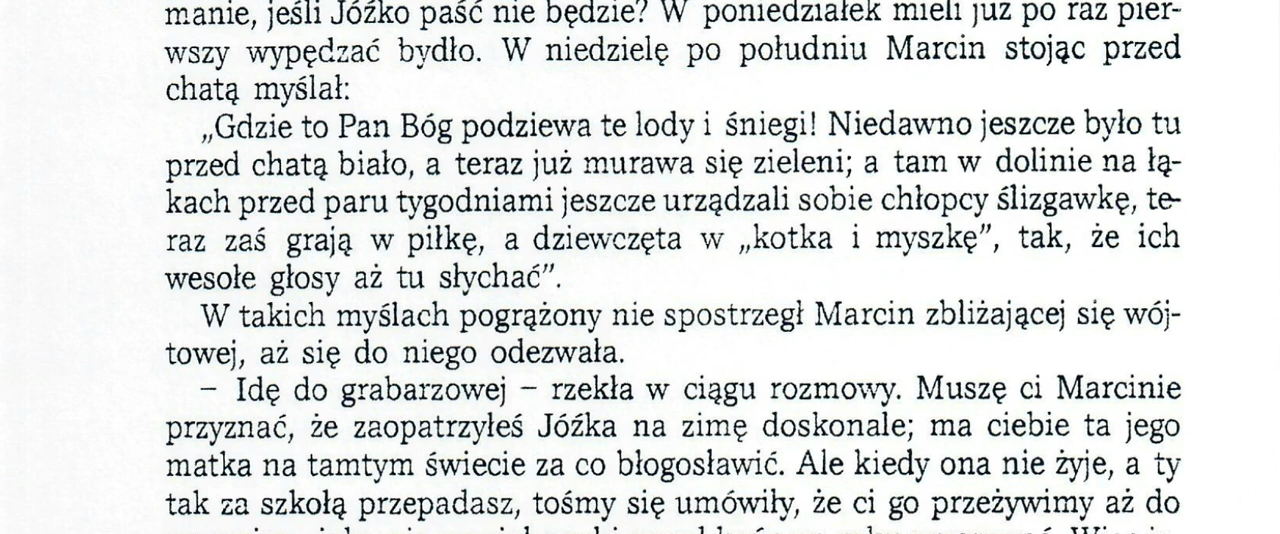 manie, jeśli Jóźko paść nie będzie? W poniedziałek mieli już po raz pier-
wszy wypędzać bydło. W niedzielę po południu Marcin stojąc przed
chatą myślał:
„Gdzie to Pan Bóg podziewa te lody i śniegi! Niedawno jeszcze było tu
przed chatą biało, a teraz już murawa się zieleni; a tam w dolinie na łą-
kach przed paru tygodniami jeszcze urządzali sobie chłopcy ślizgawkę, te-
raz zaś grają w piłkę, a dziewczęta w „kotka i myszkę”, tak, że ich
wesołe głosy aż tu słychać”.
W takich myślach pogrążony nie spostrzegł Marcin zbliżającej się wój-
towej, aż się do niego odezwała.
– Idę do grabarzowej – rzekła w ciągu rozmowy. Muszę ci Marcinie
przyznać, że zaopatrzyłeś Jóźka na zimę doskonale; ma ciebie ta jego
matka na tamtym świecie za co błogosławić. Ale kiedy ona nie żyje, a ty
tak za szkołą przepadasz, tośmy się umówiły, że ci go przeżywimy aż do